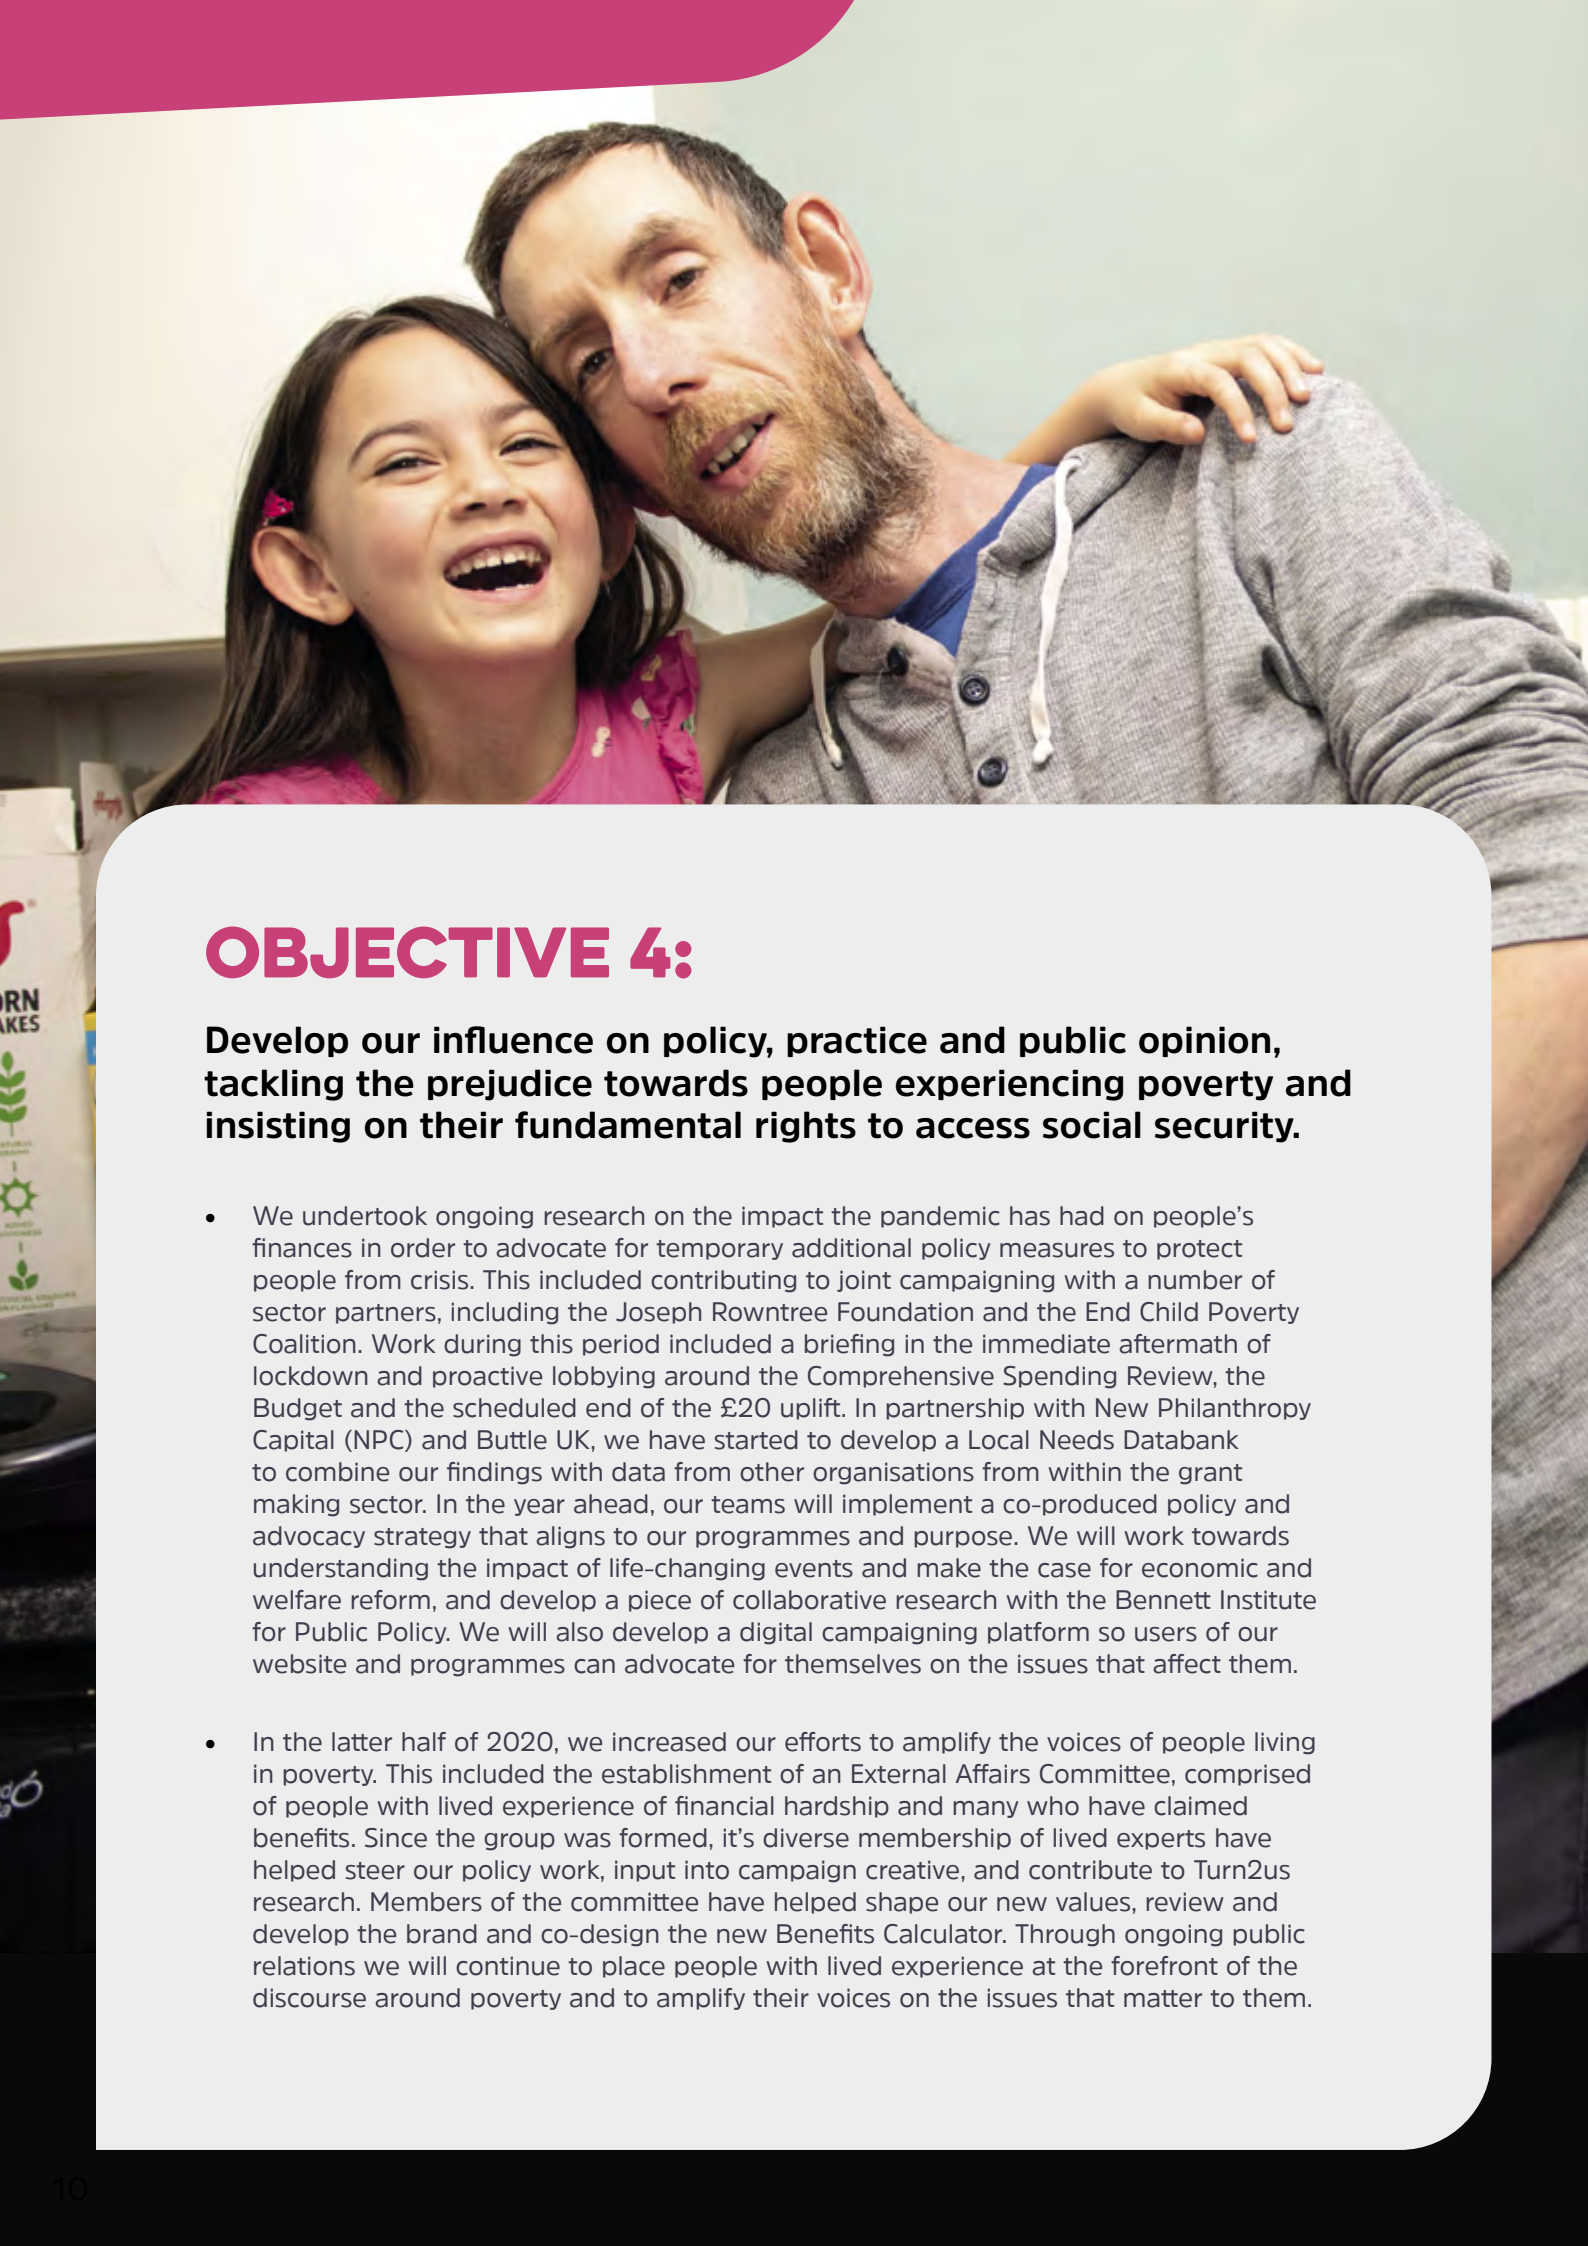 OBJECTIVE 4:
Develop our influence on policy, practice and public opinion,
tackling the prejudice towards people experiencing poverty and
insisting on their fundamental rights to access social security.
• We undertook ongoing research on the impact the pandemic has had on people’s
finances in order to advocate for temporary additional policy measures to protect
people from crisis. This included contributing to joint campaigning with a number of
sector partners, including the Joseph Rowntree Foundation and the End Child Poverty
Coalition. Work during this period included a briefing in the immediate aftermath of
lockdown and proactive lobbying around the Comprehensive Spending Review, the
Budget and the scheduled end of the £20 uplift. In partnership with New Philanthropy
Capital (NPC) and Buttle UK, we have started to develop a Local Needs Databank
to combine our findings with data from other organisations from within the grant
making sector. In the year ahead, our teams will implement a co-produced policy and
advocacy strategy that aligns to our programmes and purpose. We will work towards
understanding the impact of life-changing events and make the case for economic and
welfare reform, and develop a piece of collaborative research with the Bennett Institute
for Public Policy. We will also develop a digital campaigning platform so users of our
website and programmes can advocate for themselves on the issues that affect them.
• In the latter half of 2020, we increased our efforts to amplify the voices of people living
in poverty. This included the establishment of an External Affairs Committee, comprised
of people with lived experience of financial hardship and many who have claimed
benefits. Since the group was formed, it’s diverse membership of lived experts have
helped steer our policy work, input into campaign creative, and contribute to Turn2us
research. Members of the committee have helped shape our new values, review and
develop the brand and co-design the new Benefits Calculator. Through ongoing public
relations we will continue to place people with lived experience at the forefront of the
discourse around poverty and to amplify their voices on the issues that matter to them.
ORN
AKES
10